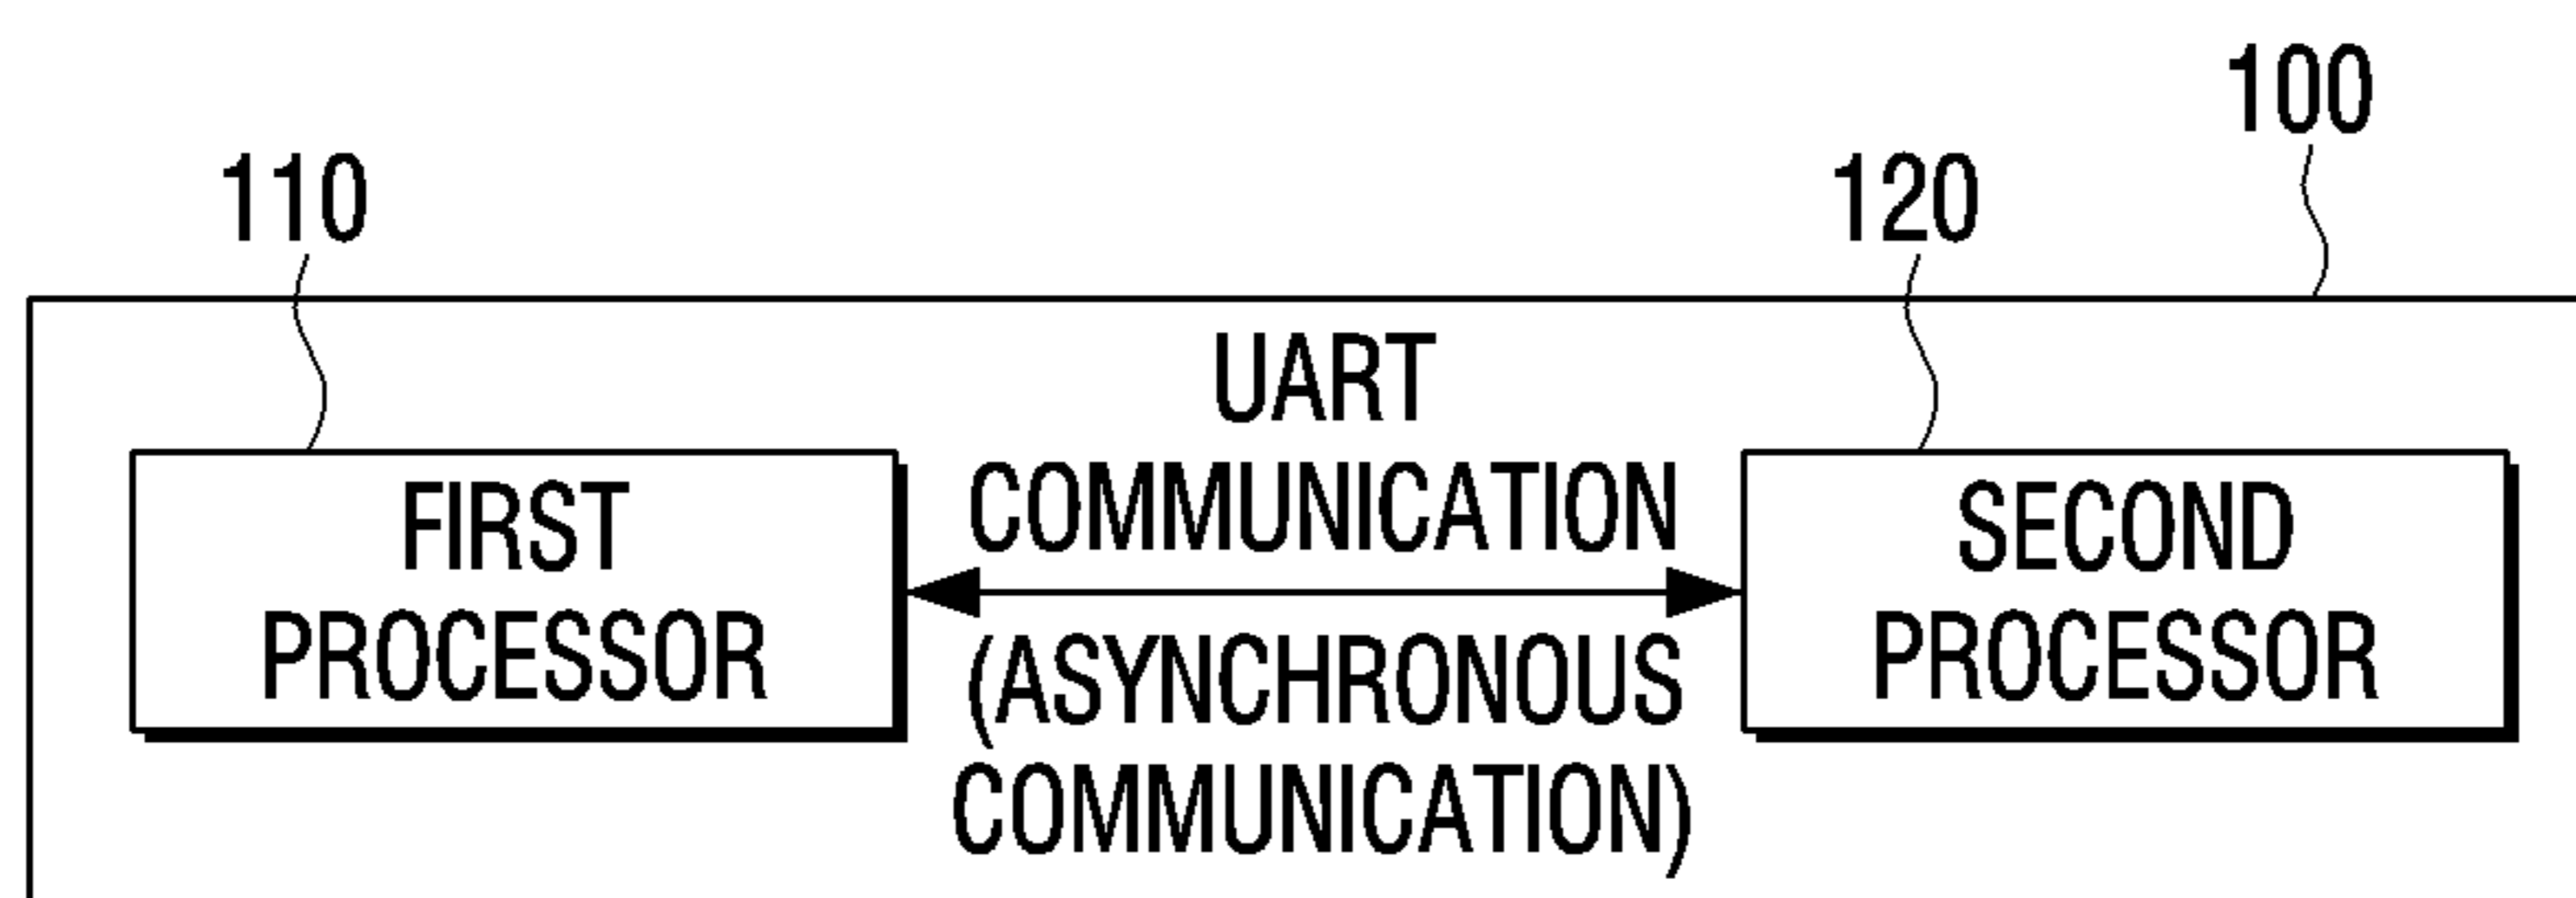 100
110
120
UART
COMMUNICATION
FIRST
PROCESSOR
SECOND
PROCESSOR
(ASYNCHRONOUS
COMMUNICATION)